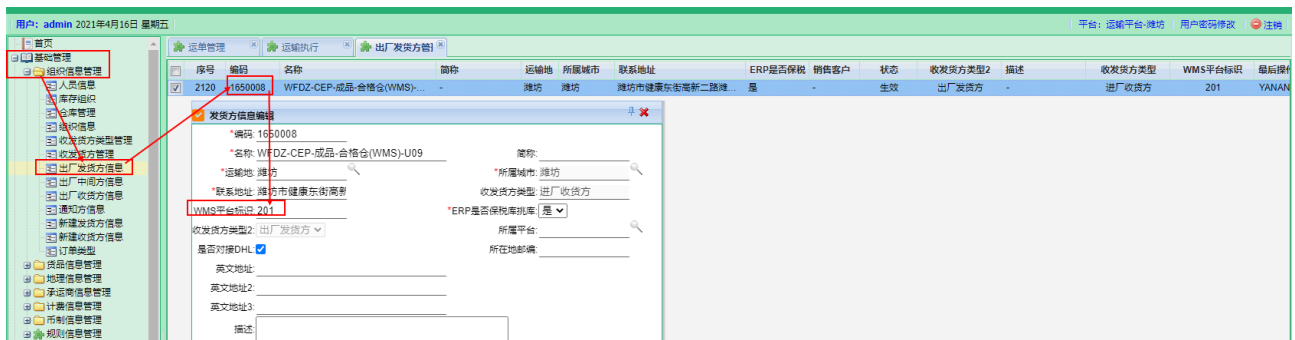 用户: admin 2021年4月16日 星期五
平台: 运输平台-潍坊 用户密码修改 注销
首页
基础管理
组织信息管理
人员信息
库存组织
仓库管理
组织信息
收发货方类型管理
收发货方管理
出厂发货方信息
出厂中间方信息
出厂收货方信息
通知方信息
新建发货方信息
新建收货方信息
订单类型
货品信息管理
地理信息管理
承运商信息管理
计费信息管理
币制信息管理
规则信息管理
运单管理 运输执行 出厂发货方管
序号 编码 名称 简称 运输地 所属城市 联系地址 ERP是否保税 销售客户 状态 收发货方类型2 描述 收发货方类型 WMS平台标识 最后操作
2120 1650008 WFDZ-CEP-成品-合格仓(WMS)-... - 潍坊 潍坊 潍坊市健康东街高新二路潍... 是 - 生效 出厂发货方 - 进厂收货方 201 YANAN
发货方信息编辑
*编码: 1650008
*名称: WFDZ-CEP-成品-合格仓(WMS)-U09 简称:
*运输地: 潍坊 *所属城市: 潍坊
*联系地址: 潍坊市健康东街高新 收发货方类型: 进厂收货方
WMS平台标识: 201 *ERP是否保税库挑库: 是
收发货方类型2: 出厂发货方 所属平台:
是否对接DHL: 所在地邮编:
英文地址:
英文地址2:
英文地址3:
描述: